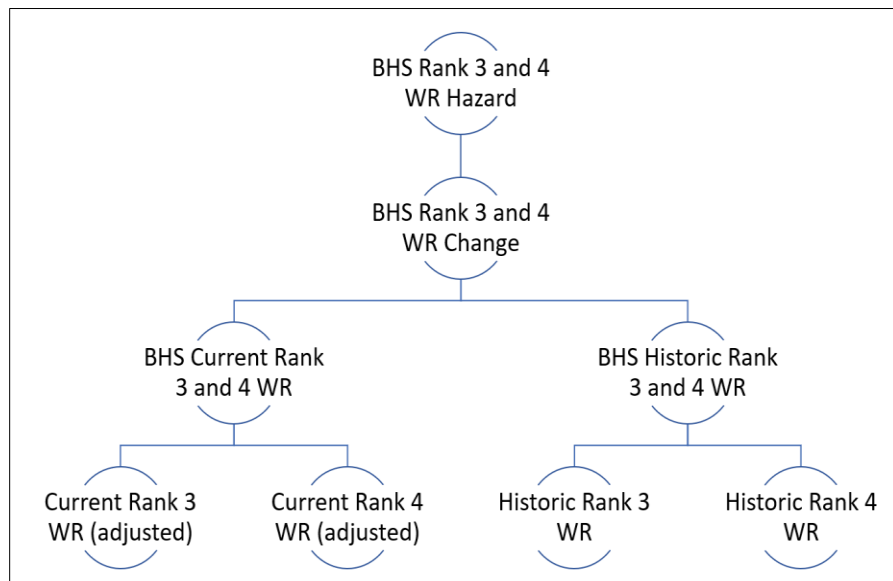 BHS Rank 3 and 4
WR Hazard
BHS Rank 3 and 4
WR Change
BHS Current Rank
3 and 4 WR
BHS Historic Rank
3 and 4 WR
Current Rank 3
WR (adjusted)
Current Rank 4
WR (adjusted)
Historic Rank 3
WR
Historic Rank 4
WR